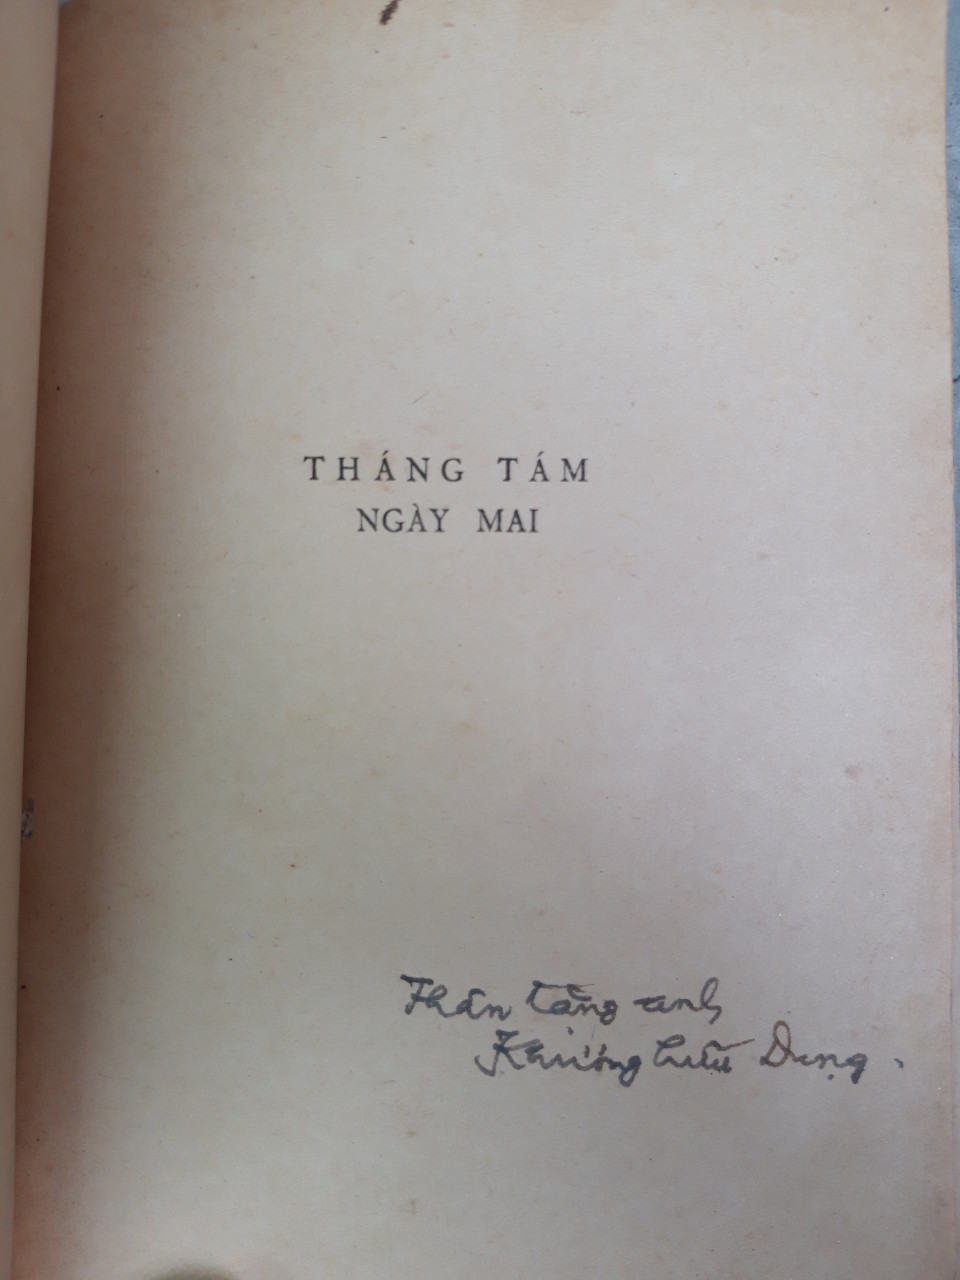 THÁNG TÁM
NGÀY MAI
Thân tặng anh
Khương Hữu Dụng.